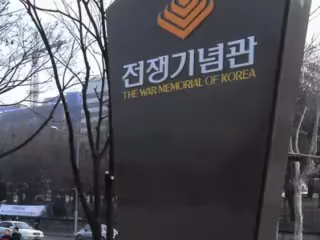 전쟁기념관
THE WAR MEMORIAL OF KOREA